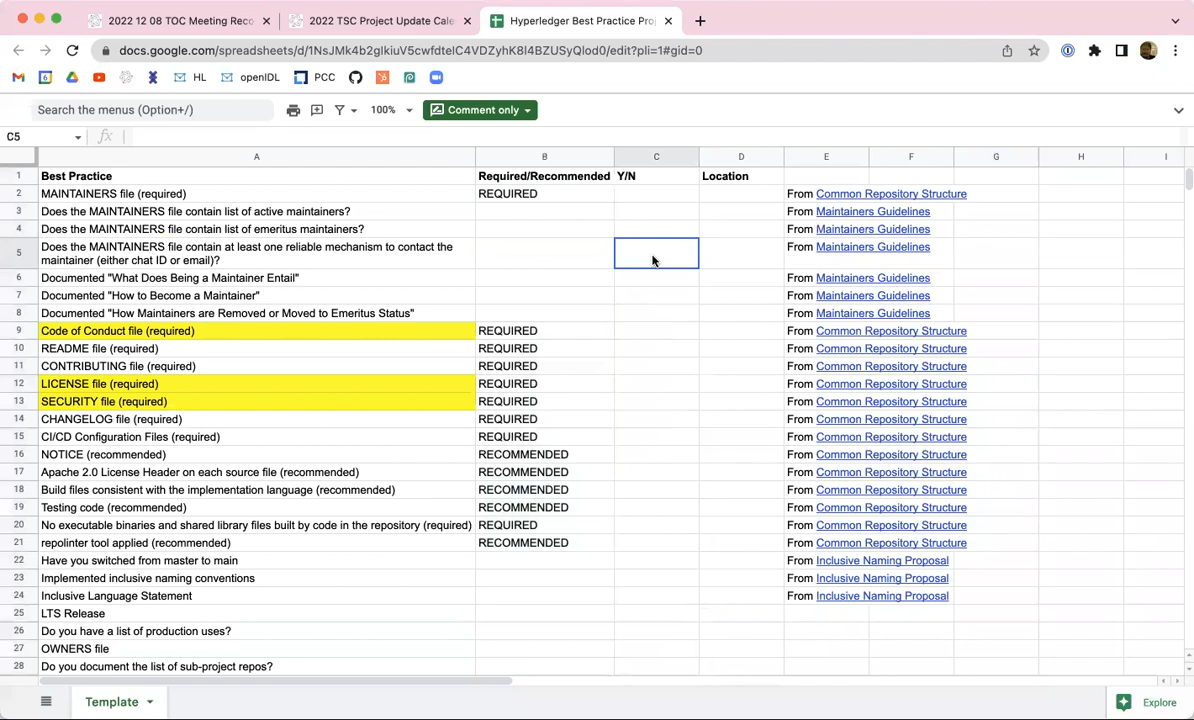 2022 12 08 TOC Meeting Reco
2022 TSC Project Update Cale
Hyperledger Best Practice Pro
docs.google.com/spreadsheets/d/1NsJMk4b2glkiuV5cwfdtelC4VDZyhK8l4BZUSyQlod0/edit?pli=1#gid=0
HL openIDL PCC
Search the menus (Option+/) 100% Comment only
C5 fx
A B C D E F G H I
1 Best Practice Required/Recommended Y/N Location
2 MAINTAINERS file (required) REQUIRED From Common Repository Structure
3 Does the MAINTAINERS file contain list of active maintainers? From Maintainers Guidelines
4 Does the MAINTAINERS file contain list of emeritus maintainers? From Maintainers Guidelines
5 Does the MAINTAINERS file contain at least one reliable mechanism to contact the From Maintainers Guidelines
maintainer (either chat ID or email)?
6 Documented "What Does Being a Maintainer Entail" From Maintainers Guidelines
7 Documented "How to Become a Maintainer" From Maintainers Guidelines
8 Documented "How Maintainers are Removed or Moved to Emeritus Status" From Maintainers Guidelines
9 Code of Conduct file (required) REQUIRED From Common Repository Structure
10 README file (required) REQUIRED From Common Repository Structure
11 CONTRIBUTING file (required) REQUIRED From Common Repository Structure
12 LICENSE file (required) REQUIRED From Common Repository Structure
13 SECURITY file (required) REQUIRED From Common Repository Structure
14 CHANGELOG file (required) REQUIRED From Common Repository Structure
15 CI/CD Configuration Files (required) REQUIRED From Common Repository Structure
16 NOTICE (recommended) RECOMMENDED From Common Repository Structure
17 Apache 2.0 License Header on each source file (recommended) RECOMMENDED From Common Repository Structure
18 Build files consistent with the implementation language (recommended) RECOMMENDED From Common Repository Structure
19 Testing code (recommended) RECOMMENDED From Common Repository Structure
20 No executable binaries and shared library files built by code in the repository (required) REQUIRED From Common Repository Structure
21 repolinter tool applied (recommended) RECOMMENDED From Common Repository Structure
22 Have you switched from master to main From Inclusive Naming Proposal
23 Implemented inclusive naming conventions From Inclusive Naming Proposal
24 Inclusive Language Statement From Inclusive Naming Proposal
25 LTS Release
26 Do you have a list of production uses?
27 OWNERS file
28 Do you document the list of sub-project repos?
Template Explore